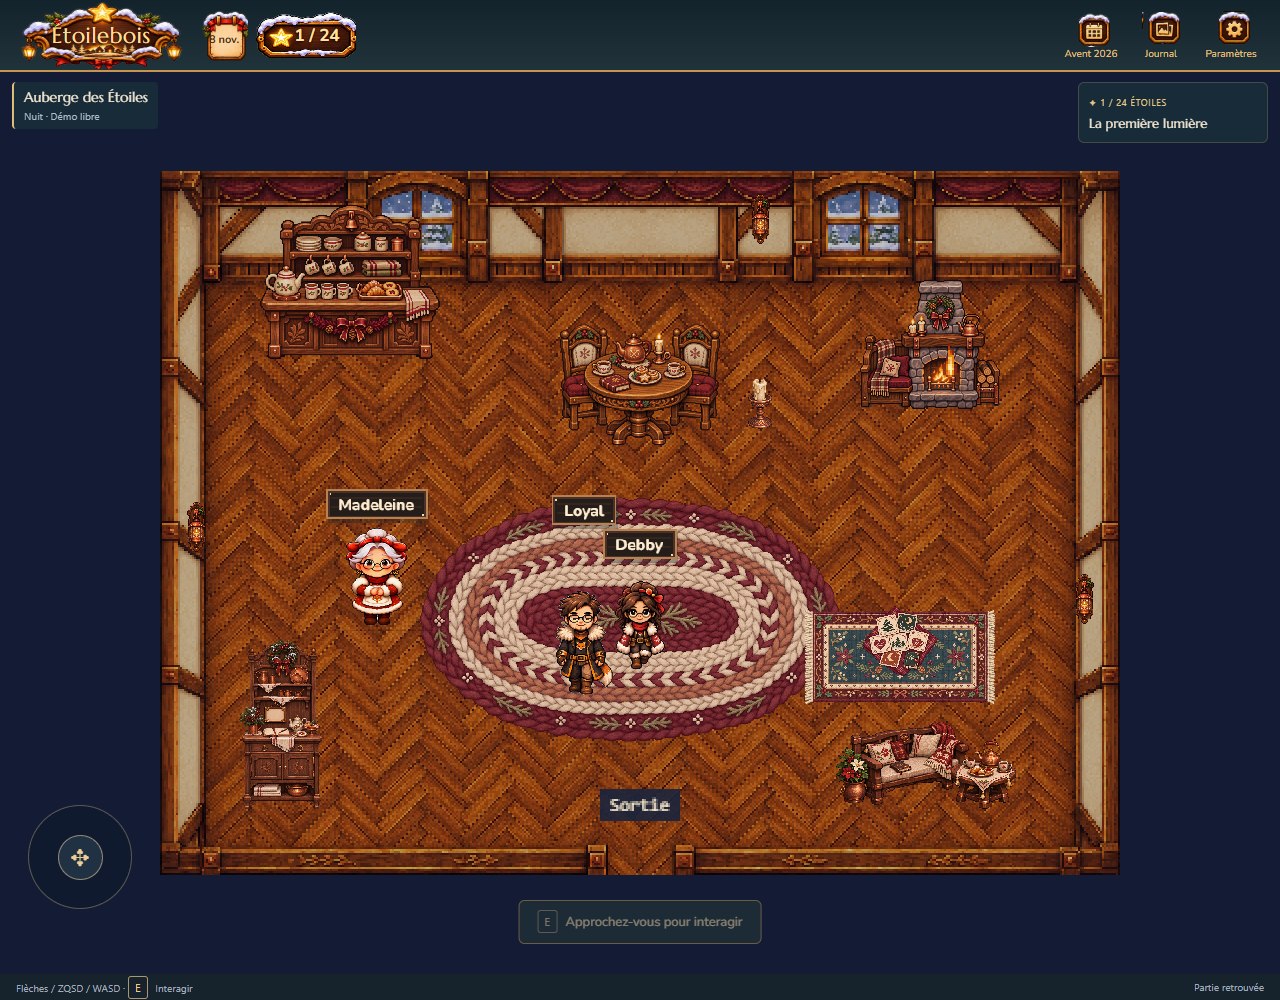 Étoilebois
8 nov.
1 / 24
Avent 2026
Journal
Paramètres
Auberge des Étoiles
Nuit · Démo libre
✦ 1 / 24 ÉTOILES
La première lumière
Madeleine
Loyal
Debby
Sortie
E Approchez-vous pour interagir
Flèches / ZQSD / WASD · E Interagir
Partie retrouvée